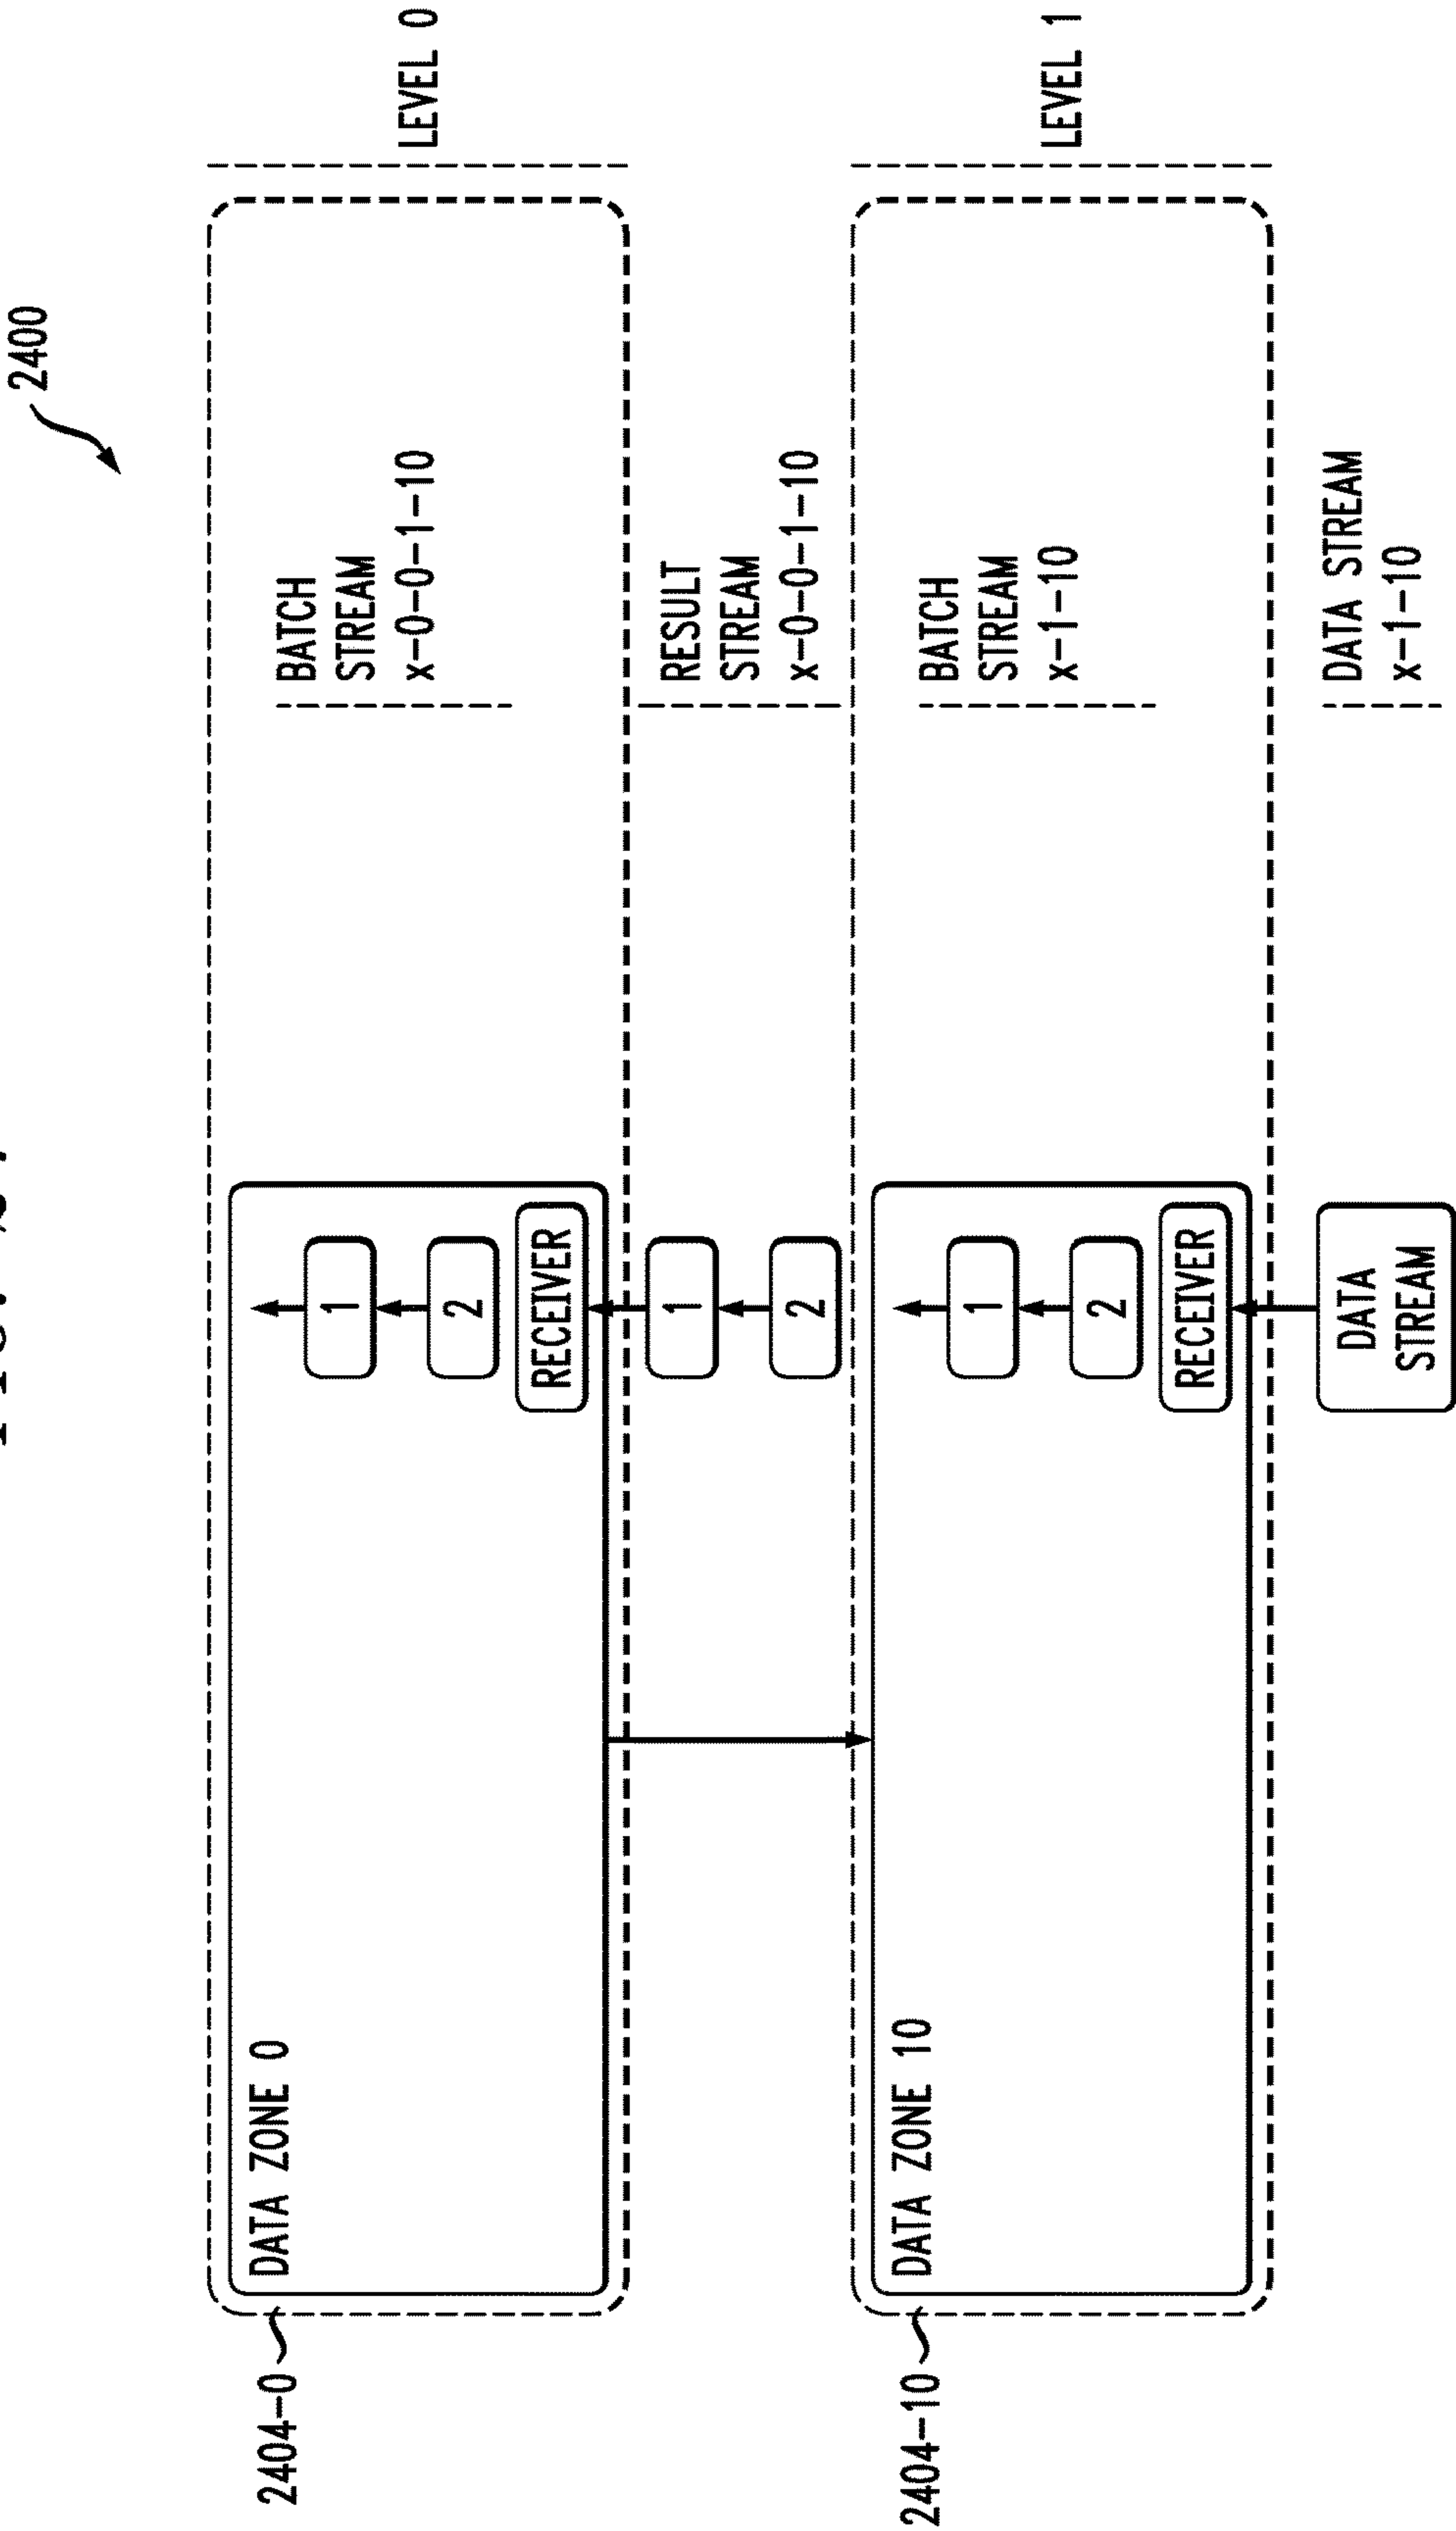 2400
2404-0
DATA ZONE 0
1
2
RECEIVER
BATCH
STREAM
x-0-0-1-10
LEVEL 0
1
2
RESULT
STREAM
x-0-0-1-10
2404-10
DATA ZONE 10
1
2
RECEIVER
BATCH
STREAM
x-1-10
LEVEL 1
DATA
STREAM
DATA STREAM
x-1-10